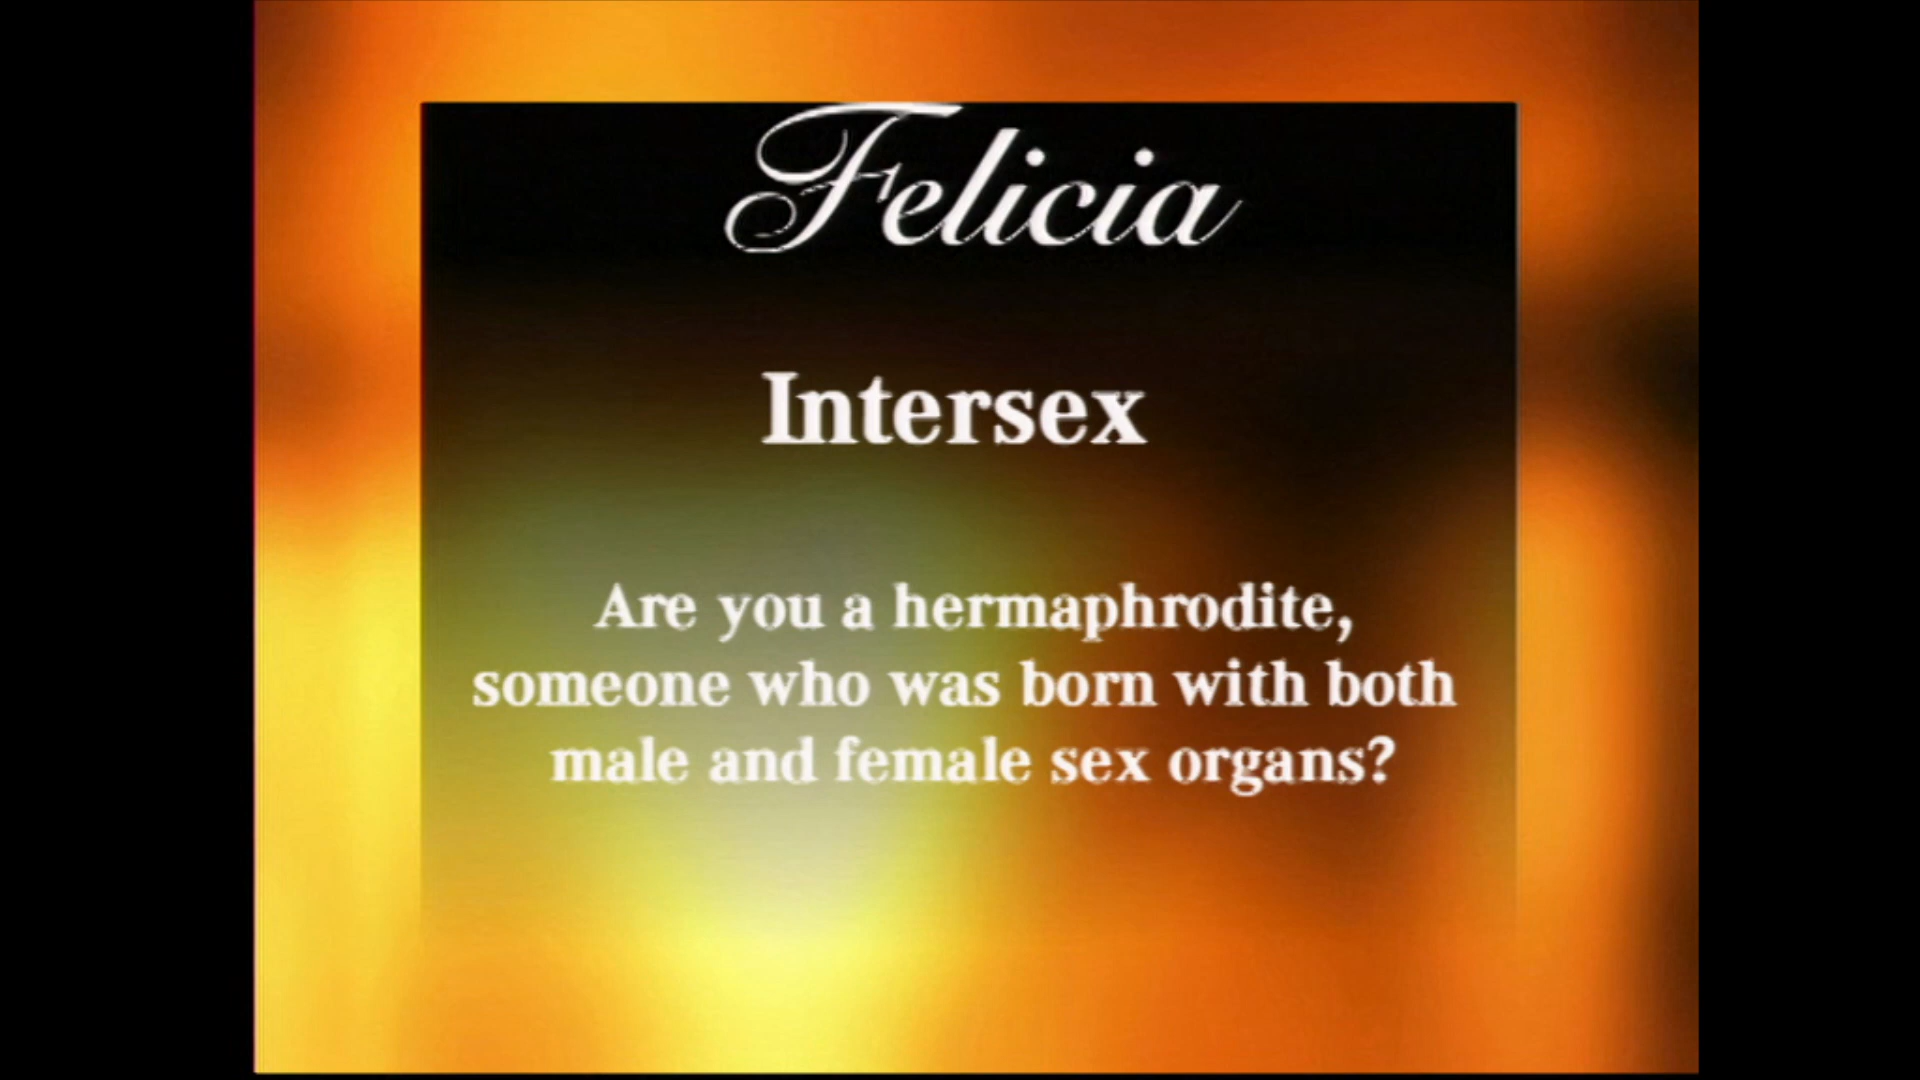 Felicia
Intersex
Are you a hermaphrodite,
someone who was born with both
male and female sex organs?